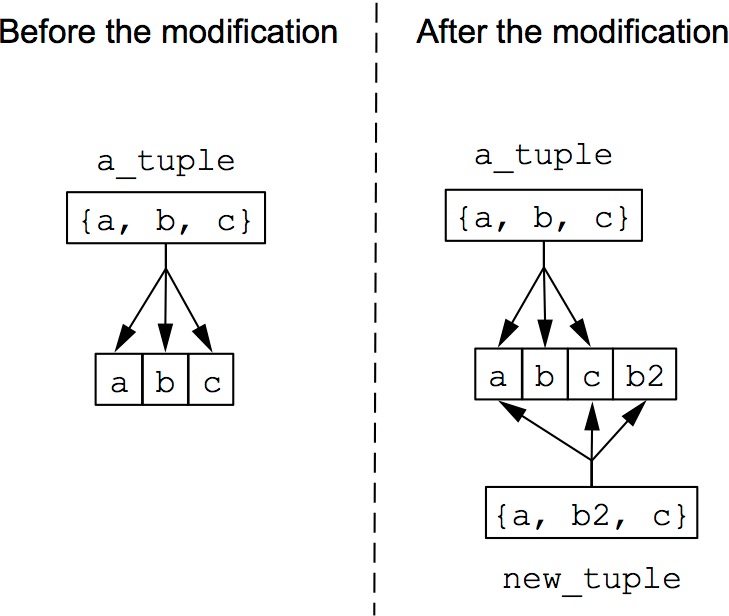 Before the modification
a_tuple
{a, b, c}
a b c
After the modification
a_tuple
{a, b, c}
a b c b2
{a, b2, c}
new_tuple